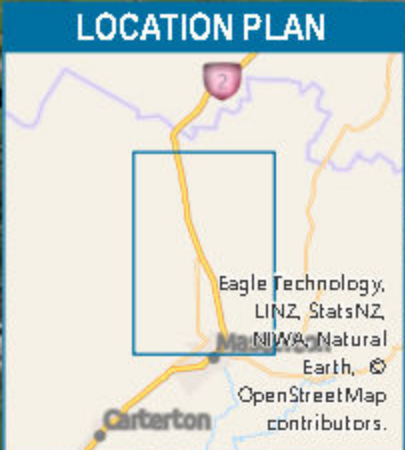 LOCATION PLAN
2
Eagle Technology,
LINZ, StatsNZ,
NIWA, Natural
Earth, ©
OpenStreetMap
contributors.
Carterton